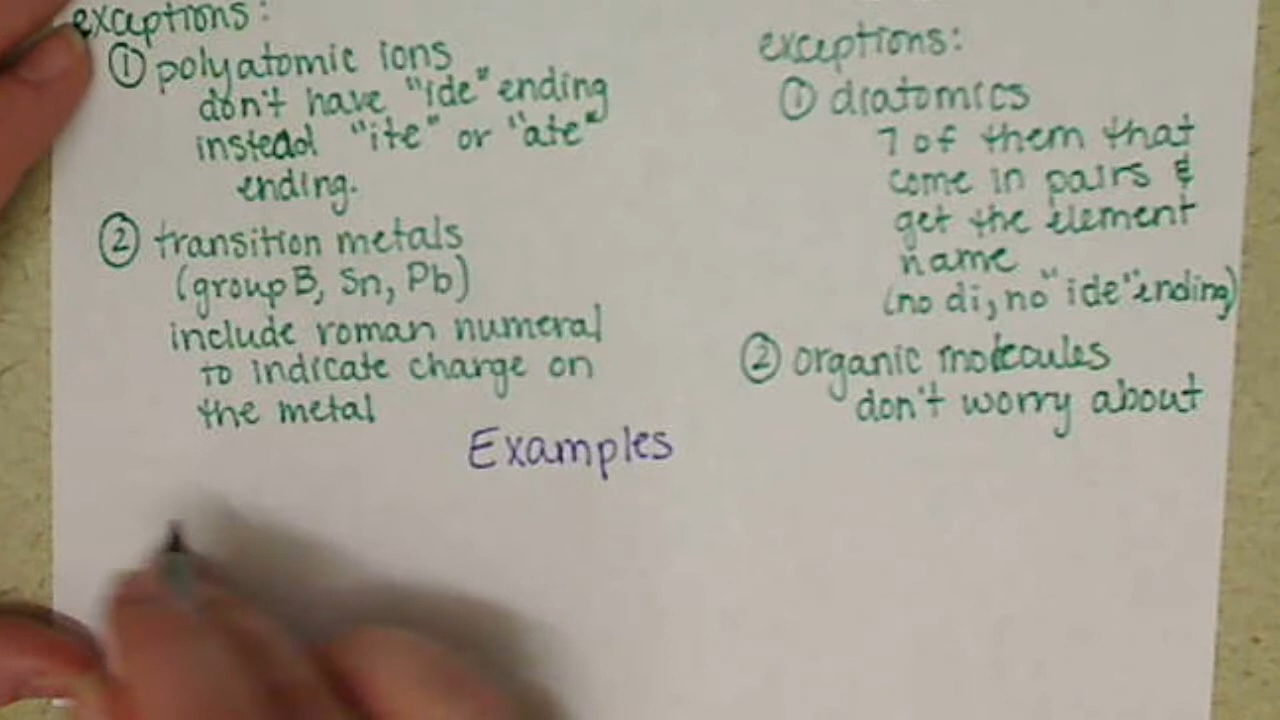 exceptions:
① polyatomic ions
don't have "ide" ending
instead "ite" or "ate"
ending.
② transition metals
(group B, Sn, Pb)
include roman numeral
to indicate charge on
the metal
exceptions:
① diatomics
7 of them that
come in pairs &
get the element
name
(no di, no "ide" ending)
② organic molecules
don't worry about
Examples